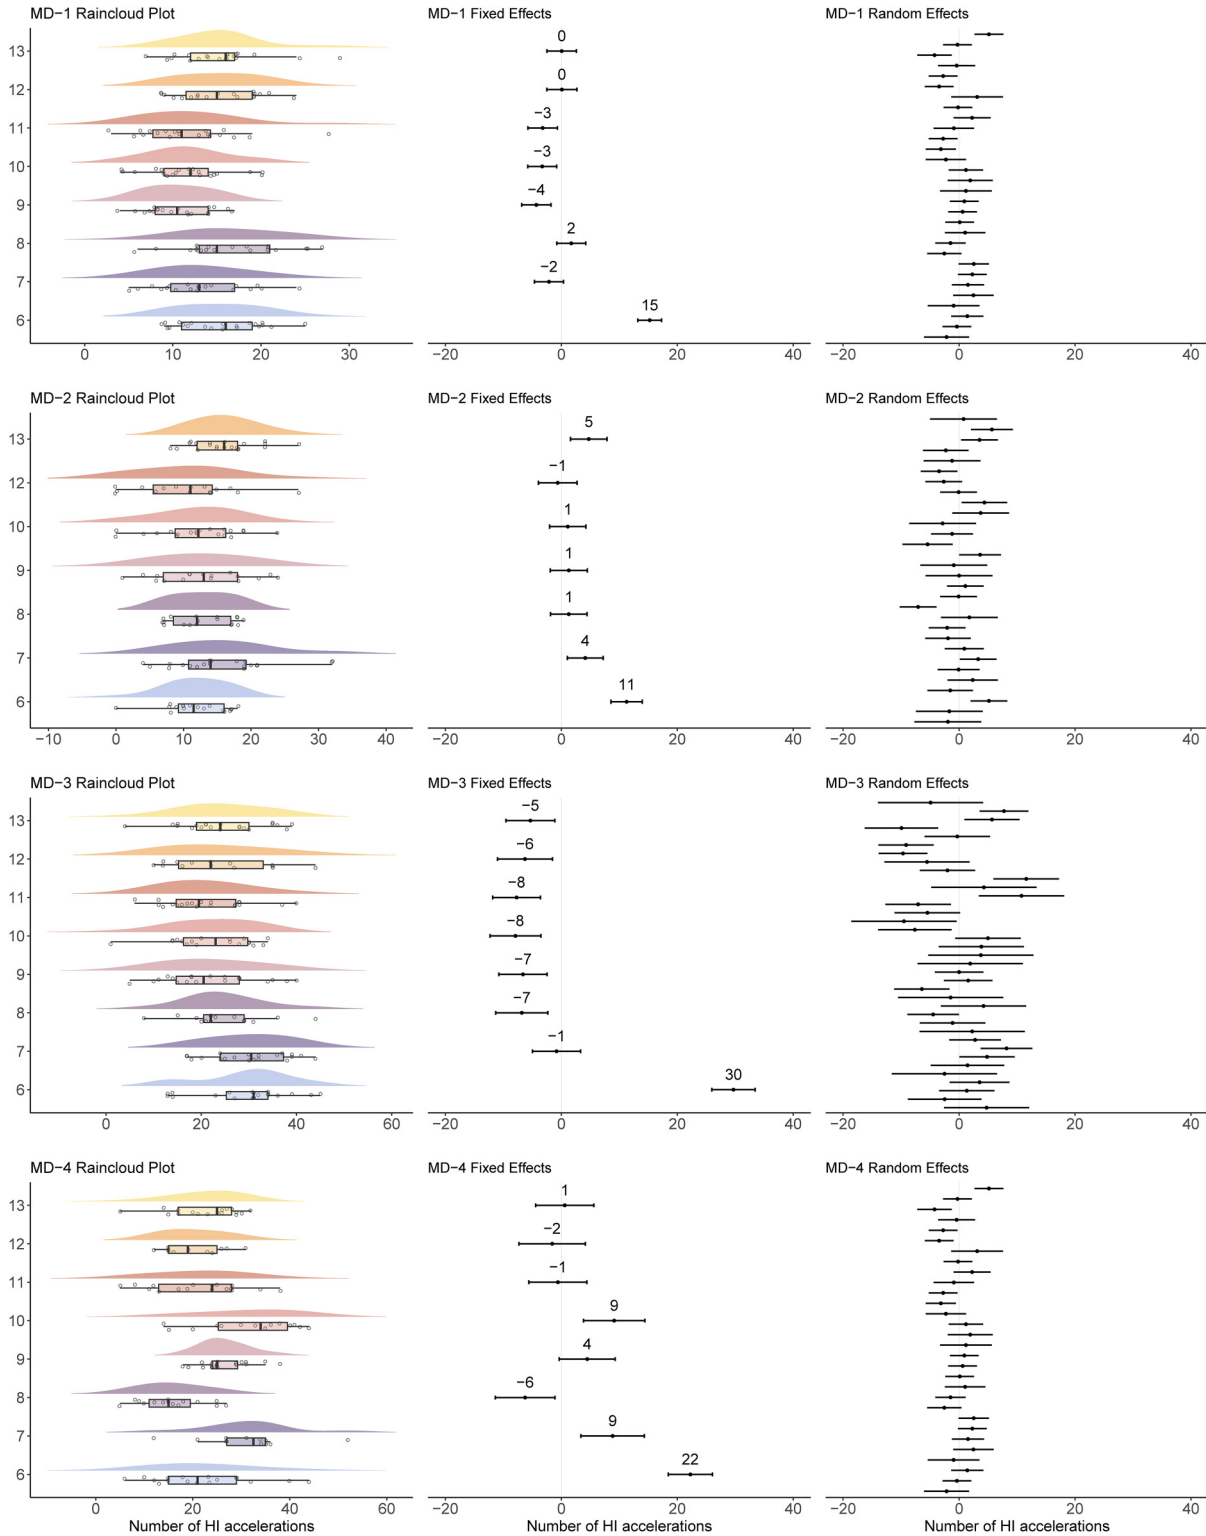 MD−1 Raincloud Plot
13
12
11
10
9
8
7
6
0 10 20 30
MD−1 Fixed Effects
0
0
−3
−3
−4
2
−2
15
−20 0 20 40
MD−1 Random Effects
−20 0 20 40
MD−2 Raincloud Plot
13
12
10
9
8
7
6
−10 0 10 20 30 40
MD−2 Fixed Effects
5
−1
1
1
1
4
11
−20 0 20 40
MD−2 Random Effects
−20 0 20 40
MD−3 Raincloud Plot
13
12
11
10
9
8
7
6
0 20 40 60
MD−3 Fixed Effects
−5
−6
−8
−8
−7
−7
−1
30
−20 0 20 40
MD−3 Random Effects
−20 0 20 40
MD−4 Raincloud Plot
13
12
11
10
9
8
7
6
0 20 40 60
Number of HI accelerations
MD−4 Fixed Effects
1
−2
−1
9
4
−6
9
22
−20 0 20 40
Number of HI accelerations
MD−4 Random Effects
−20 0 20 40
Number of HI accelerations